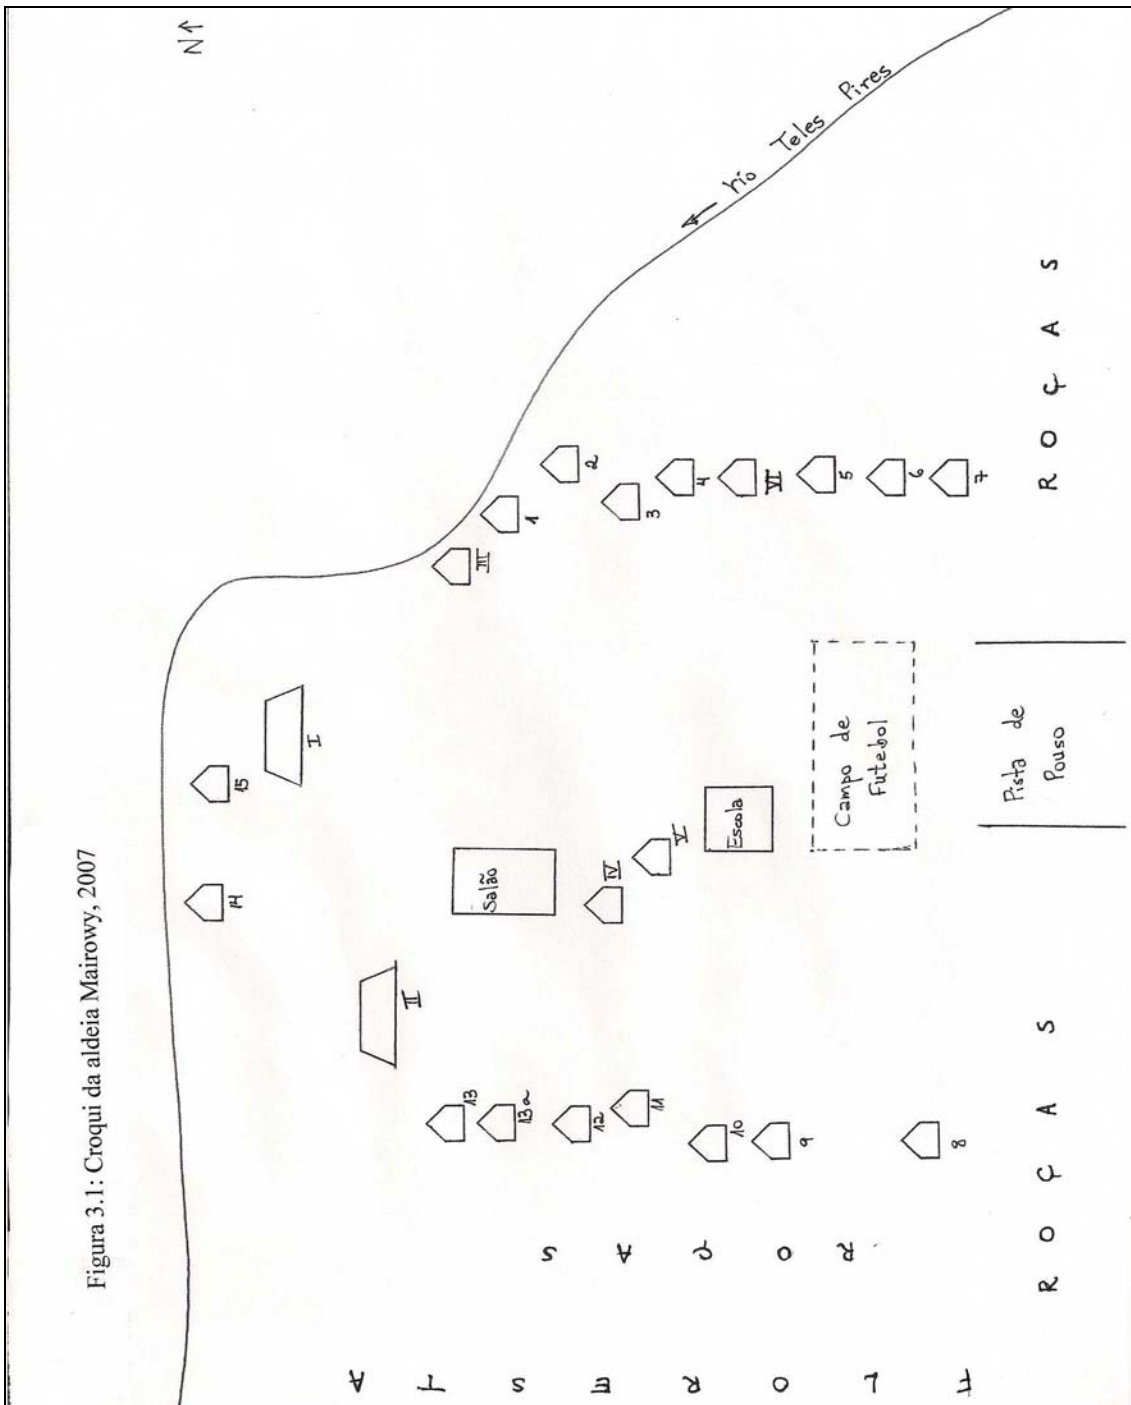 Figura 3.1: Croqui da aldeia Mairowy, 2007
N↑
rio Teles Pires
14
15
I
II
III
1
2
3
4
VI
5
6
7
Salão
IV
V
Escola
Campo de
Futebol
Pista de
Pouso
13
13a
12
11
10
9
8
ROÇAS
ROÇAS
ROÇAS
FLORESTA